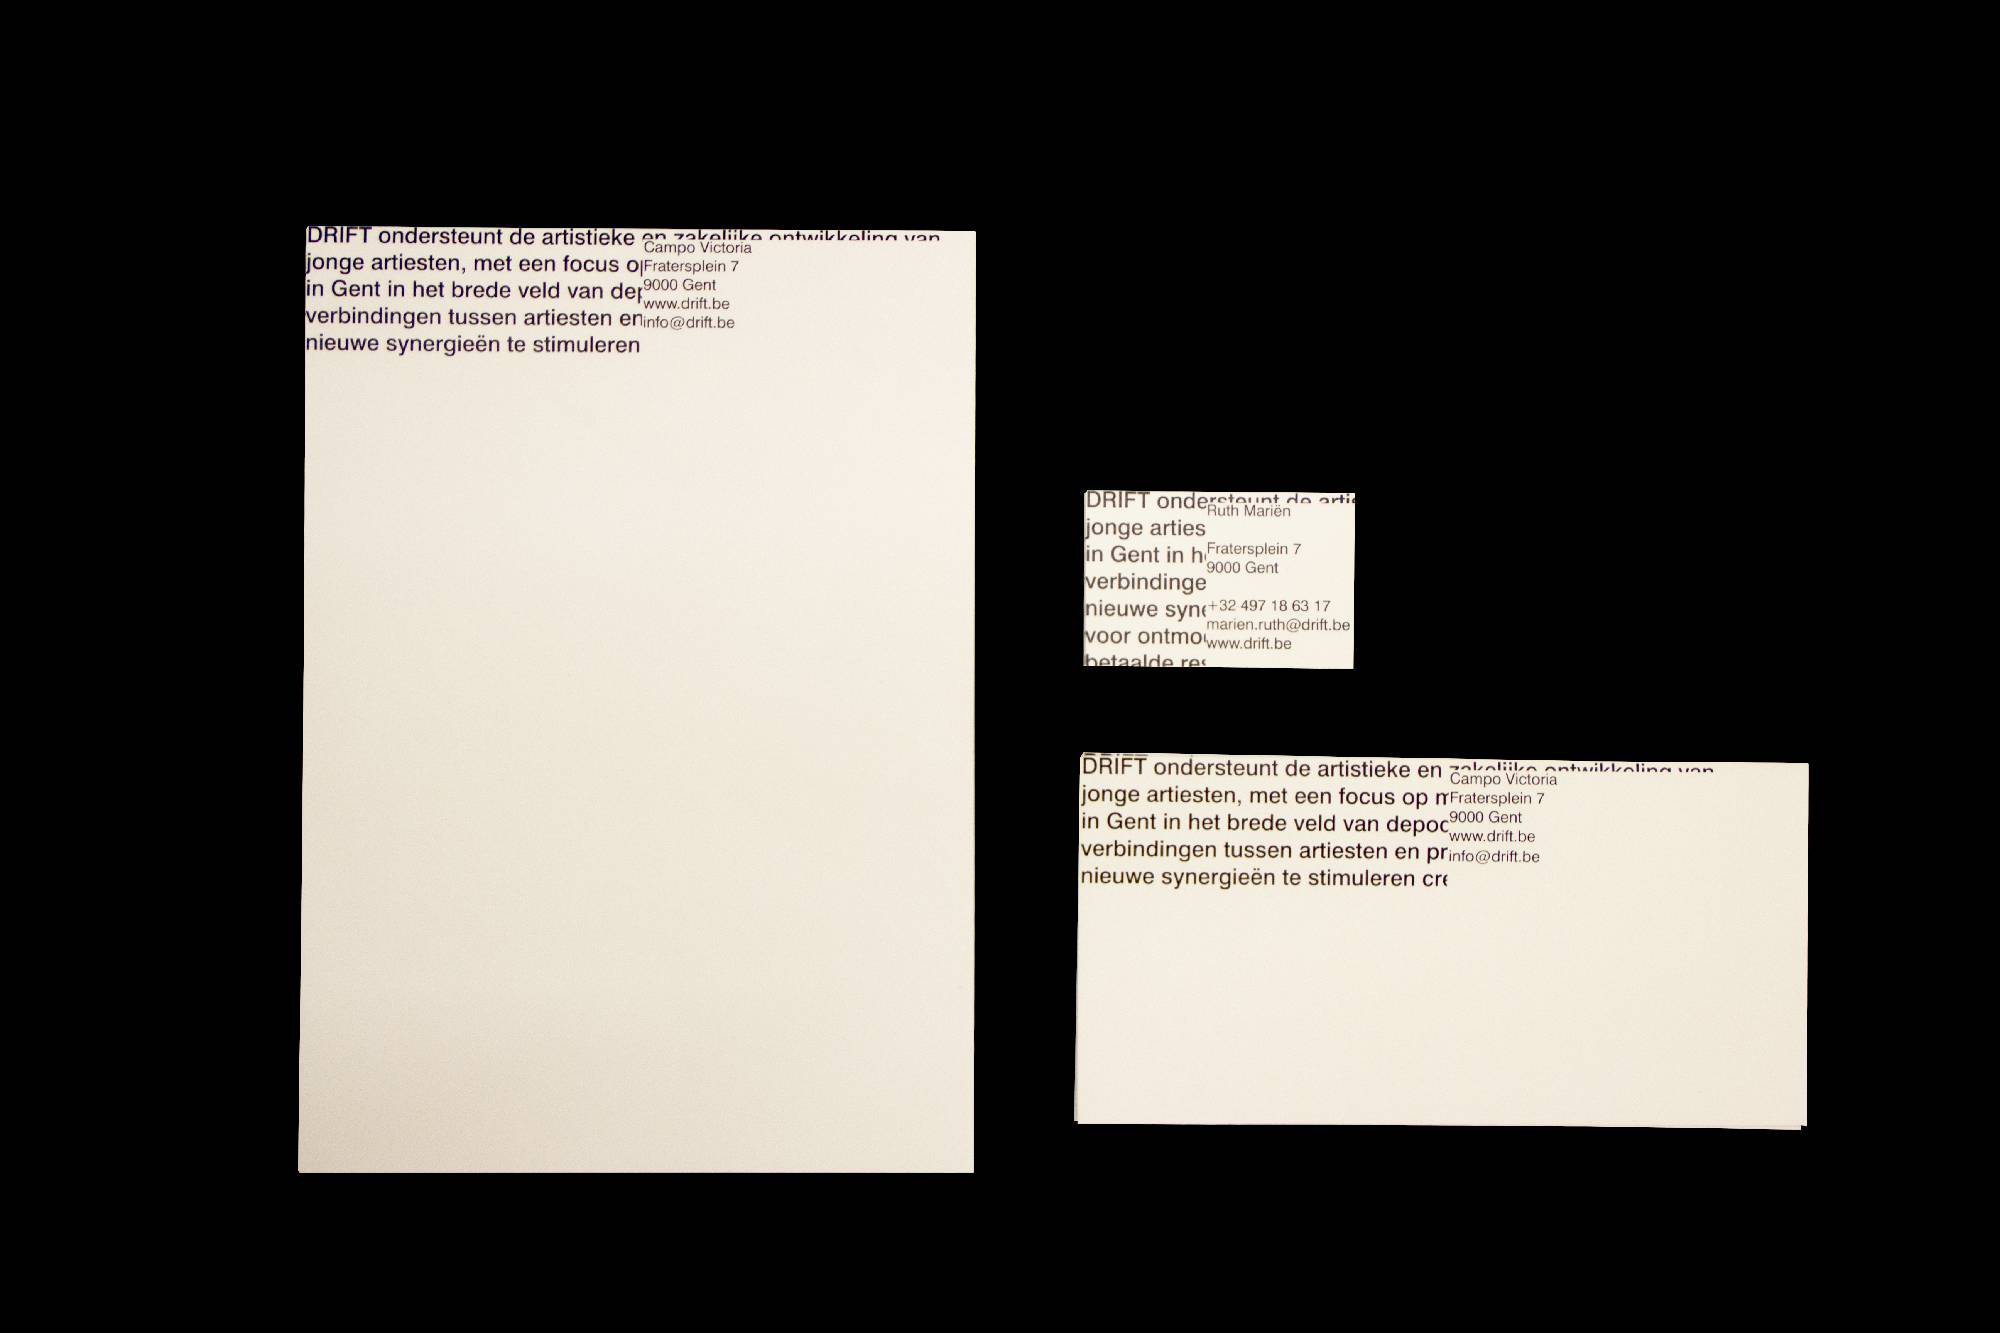 DRIFT ondersteunt de artistieke en zakelijke ontwikkeling van
jonge artiesten, met een focus op
in Gent in het brede veld van dep
verbindingen tussen artiesten en
nieuwe synergieën te stimuleren
Campo Victoria
Fratersplein 7
9000 Gent
www.drift.be
info@drift.be
DRIFT ondersteunt de artis
jonge arties
in Gent in h
verbindinge
nieuwe syn
voor ontmo
betaalde res
Ruth Mariën
Fratersplein 7
9000 Gent
+32 497 18 63 17
marien.ruth@drift.be
www.drift.be
DRIFT ondersteunt de artistieke en zakelijke ontwikkeling van
jonge artiesten, met een focus op m
in Gent in het brede veld van depoc
verbindingen tussen artiesten en pr
nieuwe synergieën te stimuleren cre
Campo Victoria
Fratersplein 7
9000 Gent
www.drift.be
info@drift.be